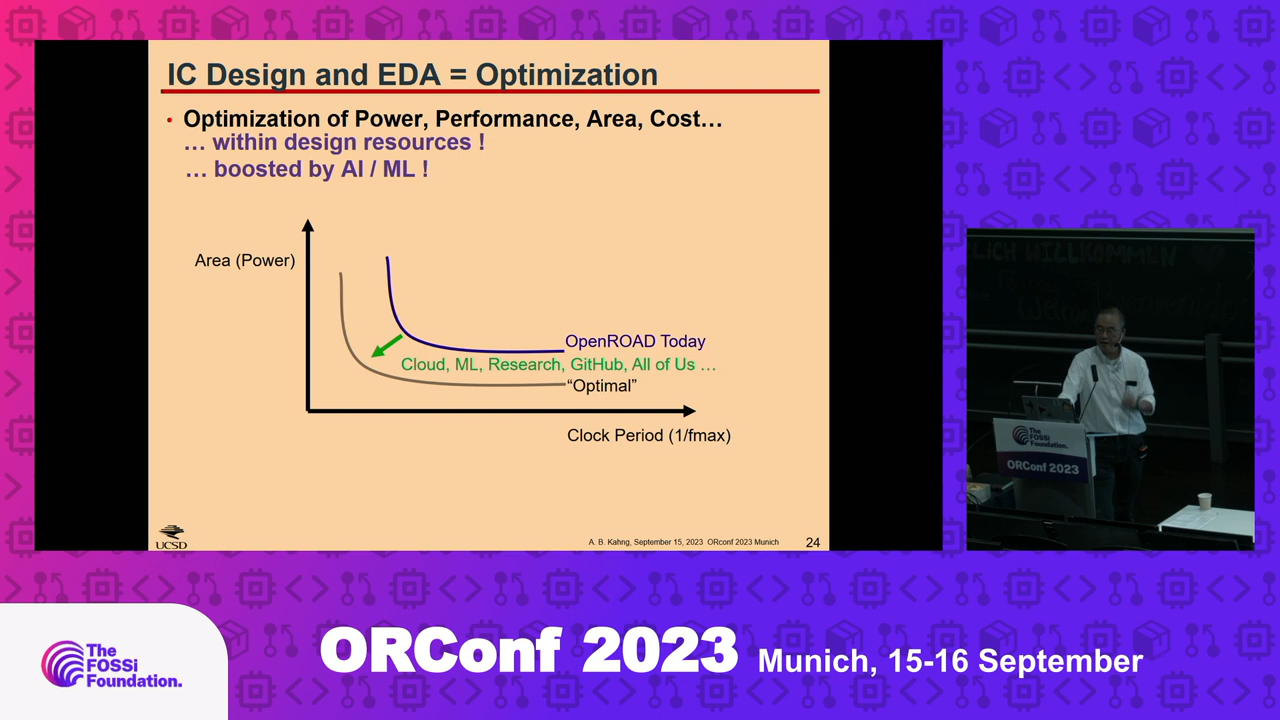 IC Design and EDA = Optimization
• Optimization of Power, Performance, Area, Cost…
… within design resources !
… boosted by AI / ML !
Area (Power)
OpenROAD Today
Cloud, ML, Research, GitHub, All of Us …
“Optimal”
Clock Period (1/fmax)
UCSD
A. B. Kahng, September 15, 2023 ORconf 2023 Munich
24
LICH WILLKOMMEN
The
FOSSi
Foundation.
ORConf 2023
The
FOSSi
Foundation.
ORConf 2023 Munich, 15-16 September